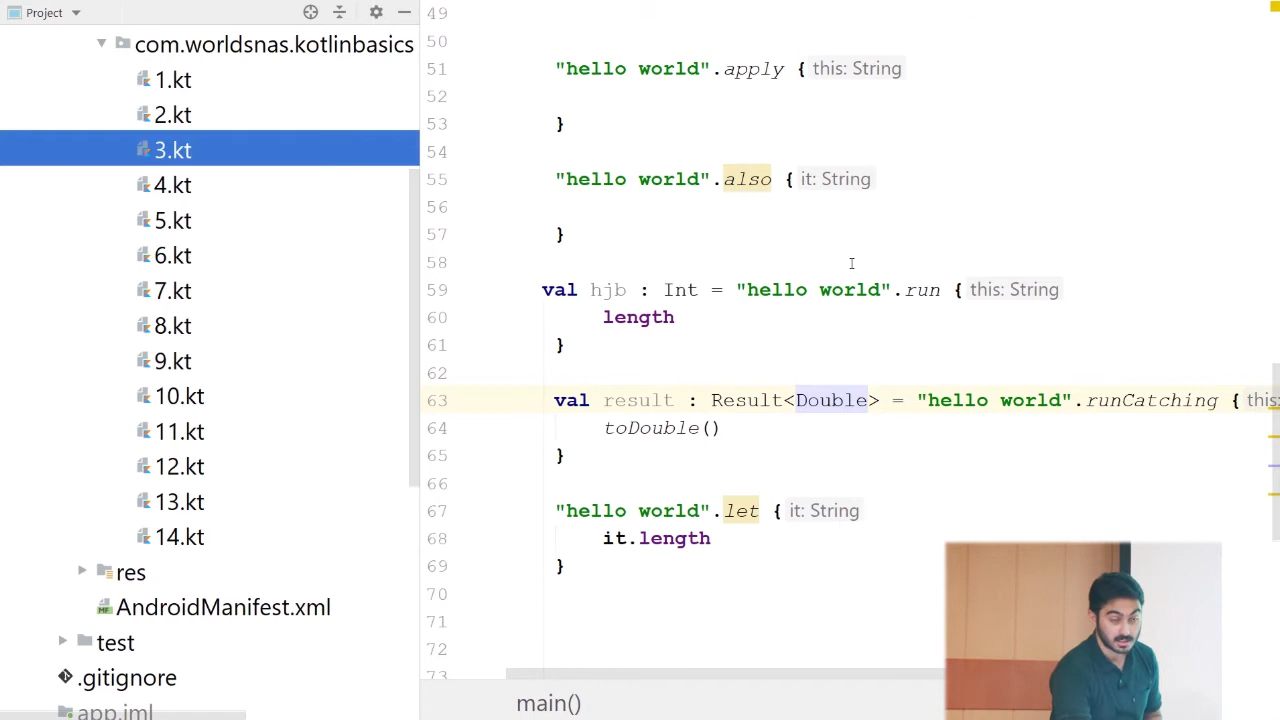 Project
com.worldsnas.kotlinbasics
1.kt
2.kt
3.kt
4.kt
5.kt
6.kt
7.kt
8.kt
9.kt
10.kt
11.kt
12.kt
13.kt
14.kt
res
AndroidManifest.xml
test
.gitignore
app.iml
49
50
51 "hello world".apply { this: String
52
53 }
54
55 "hello world".also { it: String
56
57 }
58
59 val hjb : Int = "hello world".run { this: String
60 length
61 }
62
63 val result : Result<Double> = "hello world".runCatching { this:
64 toDouble()
65 }
66
67 "hello world".let { it: String
68 it.length
69 }
70
71
72
73
main()